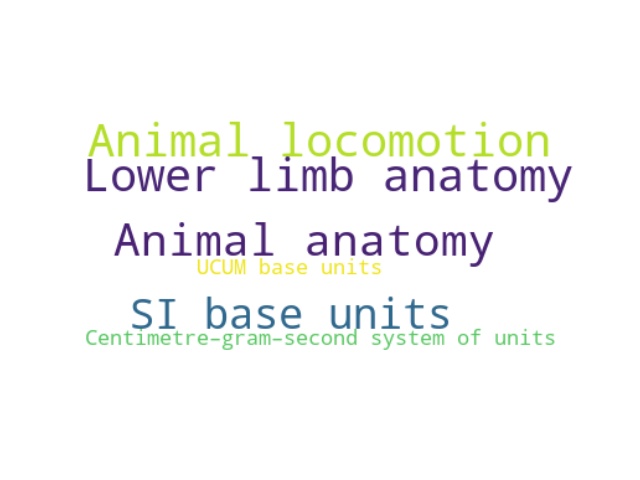 Animal locomotion
Lower limb anatomy
Animal anatomy
UCUM base units
SI base units
Centimetre–gram–second system of units